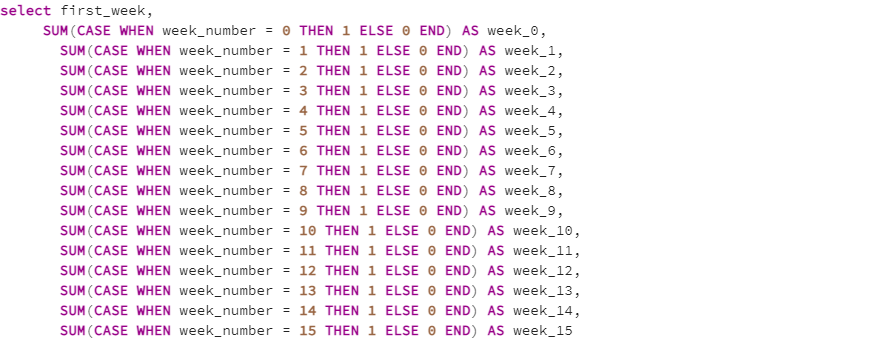 select first_week,
SUM(CASE WHEN week_number = 0 THEN 1 ELSE 0 END) AS week_0,
SUM(CASE WHEN week_number = 1 THEN 1 ELSE 0 END) AS week_1,
SUM(CASE WHEN week_number = 2 THEN 1 ELSE 0 END) AS week_2,
SUM(CASE WHEN week_number = 3 THEN 1 ELSE 0 END) AS week_3,
SUM(CASE WHEN week_number = 4 THEN 1 ELSE 0 END) AS week_4,
SUM(CASE WHEN week_number = 5 THEN 1 ELSE 0 END) AS week_5,
SUM(CASE WHEN week_number = 6 THEN 1 ELSE 0 END) AS week_6,
SUM(CASE WHEN week_number = 7 THEN 1 ELSE 0 END) AS week_7,
SUM(CASE WHEN week_number = 8 THEN 1 ELSE 0 END) AS week_8,
SUM(CASE WHEN week_number = 9 THEN 1 ELSE 0 END) AS week_9,
SUM(CASE WHEN week_number = 10 THEN 1 ELSE 0 END) AS week_10,
SUM(CASE WHEN week_number = 11 THEN 1 ELSE 0 END) AS week_11,
SUM(CASE WHEN week_number = 12 THEN 1 ELSE 0 END) AS week_12,
SUM(CASE WHEN week_number = 13 THEN 1 ELSE 0 END) AS week_13,
SUM(CASE WHEN week_number = 14 THEN 1 ELSE 0 END) AS week_14,
SUM(CASE WHEN week_number = 15 THEN 1 ELSE 0 END) AS week_15